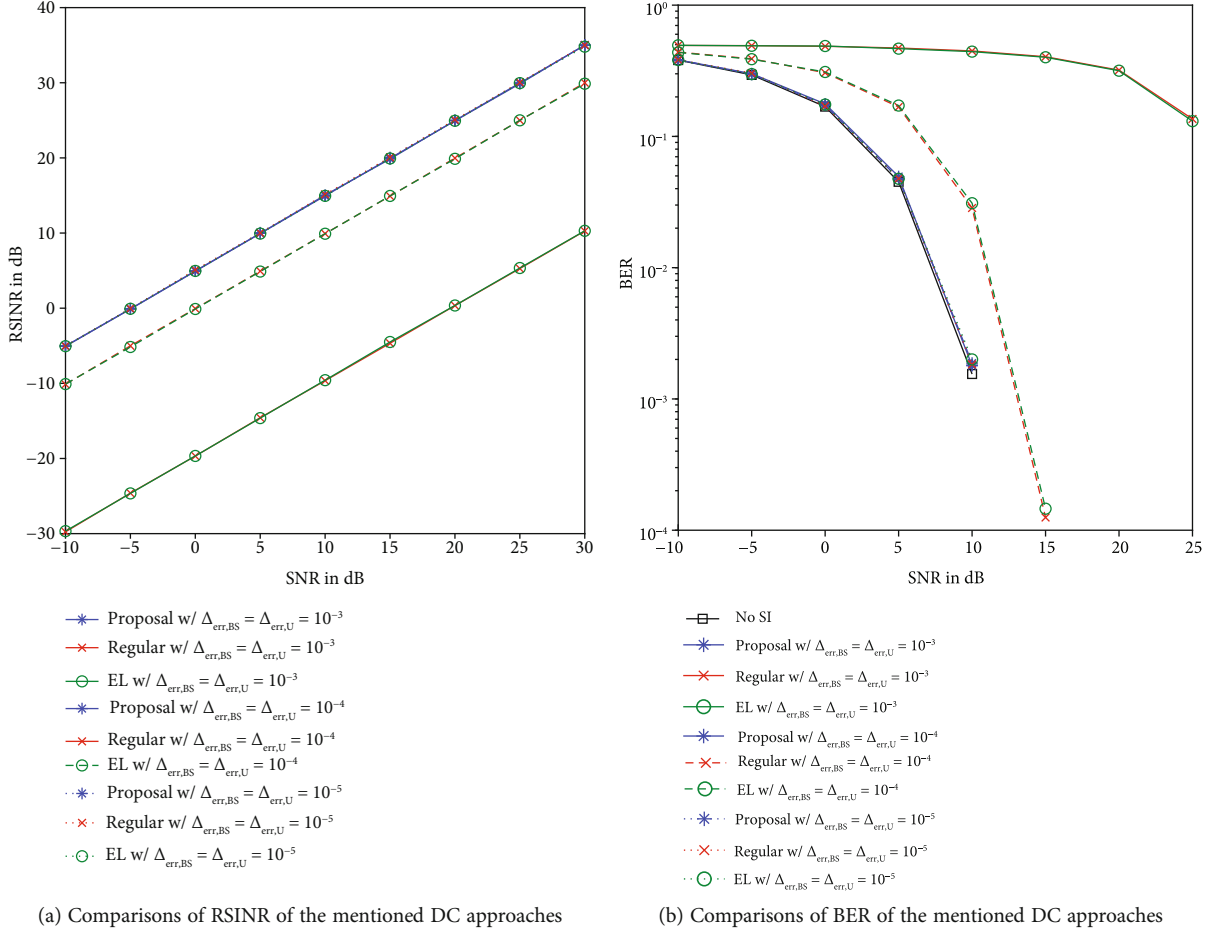 40
30
20
10
0
−10
−20
−30
RSINR in dB
−10 −5 0 5 10 15 20 25 30
SNR in dB
Proposal w/ Δerr,BS = Δerr,U = 10−3
Regular w/ Δerr,BS = Δerr,U = 10−3
EL w/ Δerr,BS = Δerr,U = 10−3
Proposal w/ Δerr,BS = Δerr,U = 10−4
Regular w/ Δerr,BS = Δerr,U = 10−4
EL w/ Δerr,BS = Δerr,U = 10−4
Proposal w/ Δerr,BS = Δerr,U = 10−5
Regular w/ Δerr,BS = Δerr,U = 10−5
EL w/ Δerr,BS = Δerr,U = 10−5
(a) Comparisons of RSINR of the mentioned DC approaches
100
10−1
10−2
10−3
10−4
BER
−10 −5 0 5 10 15 20 25
SNR in dB
No SI
Proposal w/ Δerr,BS = Δerr,U = 10−3
Regular w/ Δerr,BS = Δerr,U = 10−3
EL w/ Δerr,BS = Δerr,U = 10−3
Proposal w/ Δerr,BS = Δerr,U = 10−4
Regular w/ Δerr,BS = Δerr,U = 10−4
EL w/ Δerr,BS = Δerr,U = 10−4
Proposal w/ Δerr,BS = Δerr,U = 10−5
Regular w/ Δerr,BS = Δerr,U = 10−5
EL w/ Δerr,BS = Δerr,U = 10−5
(b) Comparisons of BER of the mentioned DC approaches